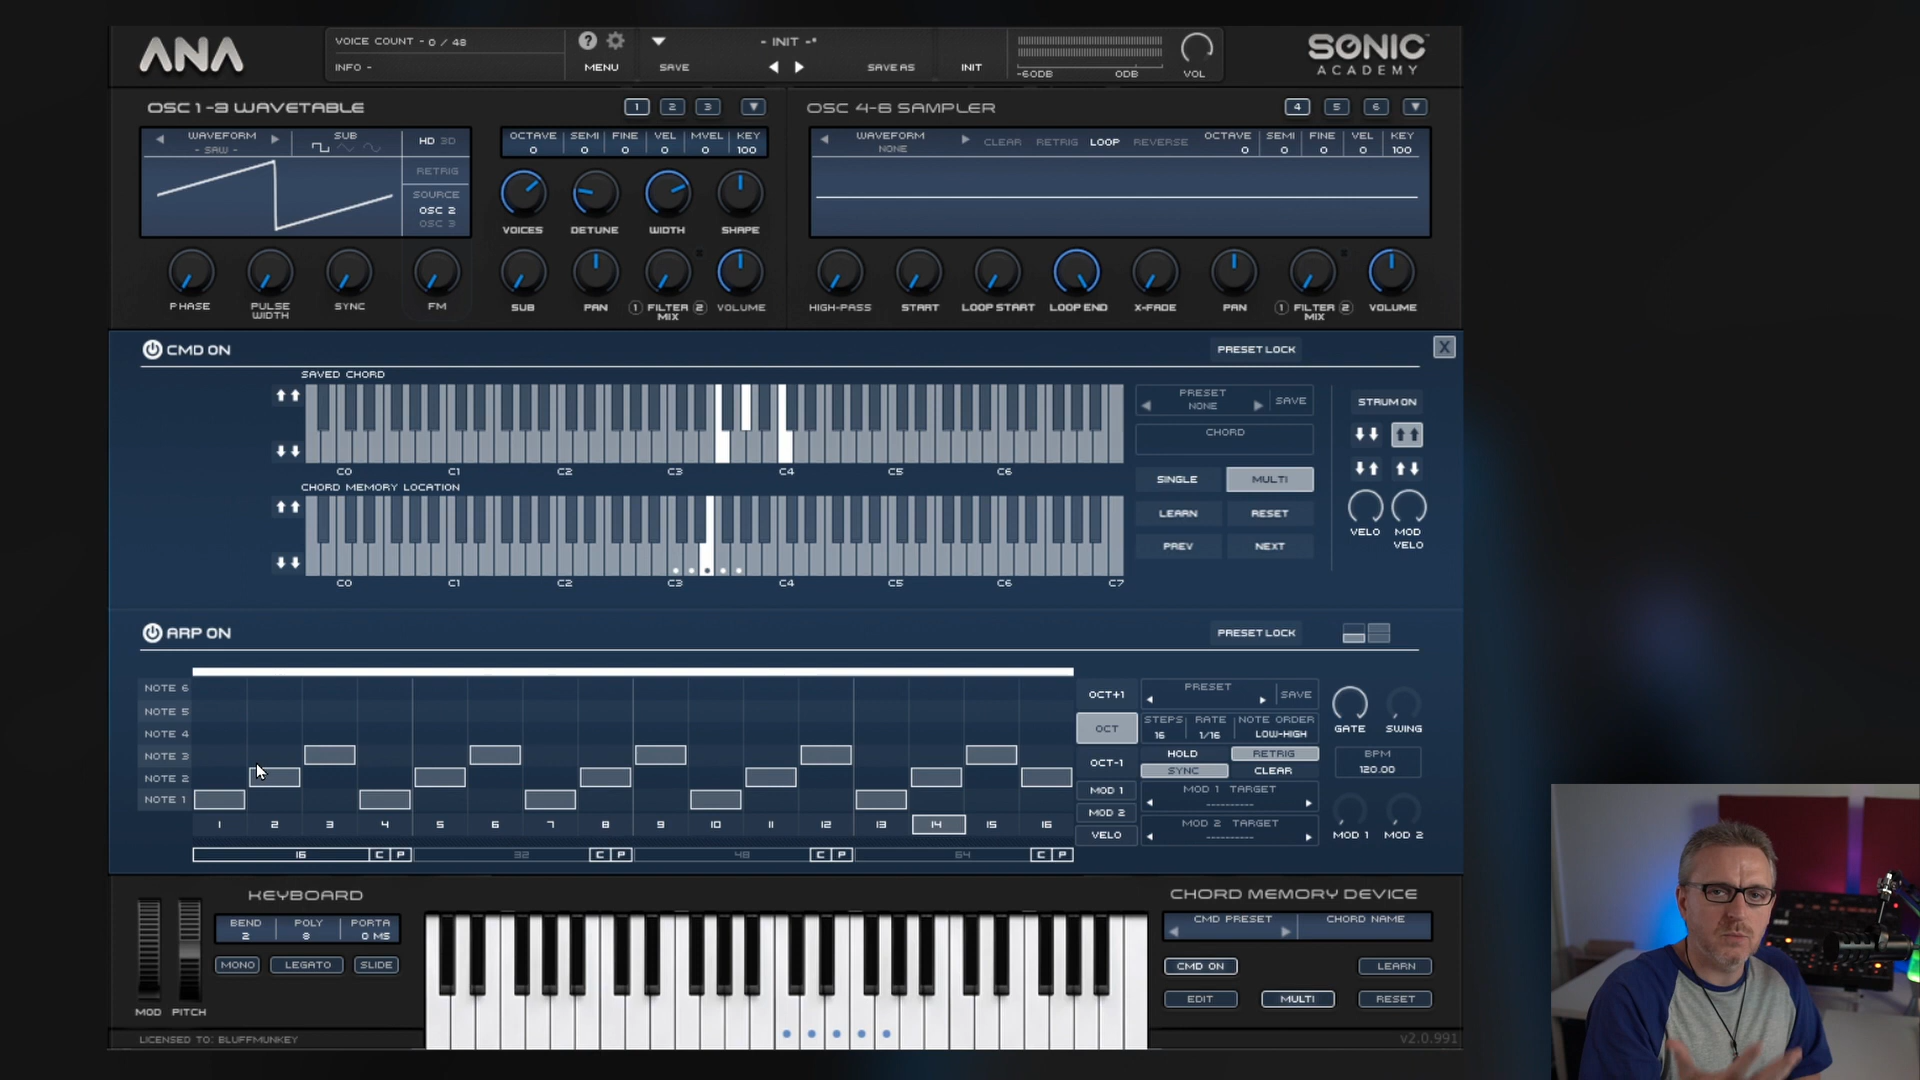 ANA
VOICE COUNT - 0 / 48
INFO -
? MENU
SAVE
- INIT -*
SAVE AS
INIT
-60DB 0DB
VOL
SONIC
ACADEMY
OSC 1-3 WAVETABLE
1 2 3
OSC 4-6 SAMPLER
4 5 6
WAVEFORM
- SAW -
SUB
HD 3D
RETRIG
SOURCE
OSC 2
OSC 3
OCTAVE SEMI FINE VEL MVEL KEY
0 0 0 0 0 100
VOICES DETUNE WIDTH SHAPE
PHASE PULSE WIDTH SYNC FM SUB PAN 1 FILTER MIX 2 VOLUME
WAVEFORM
NONE
CLEAR RETRIG LOOP REVERSE
OCTAVE SEMI FINE VEL KEY
0 0 0 0 100
HIGH-PASS START LOOP START LOOP END X-FADE PAN 1 FILTER MIX 2 VOLUME
CMD ON
PRESET LOCK
X
SAVED CHORD
C0 C1 C2 C3 C4 C5 C6
CHORD MEMORY LOCATION
C0 C1 C2 C3 C4 C5 C6 C7
PRESET
NONE
SAVE
CHORD
SINGLE MULTI
LEARN RESET
PREV NEXT
STRUM ON
VELO MOD VELO
ARP ON
PRESET LOCK
NOTE 6
NOTE 5
NOTE 4
NOTE 3
NOTE 2
NOTE 1
1 2 3 4 5 6 7 8 9 10 11 12 13 14 15 16
16 C P 32 C P 48 C P 64 C P
OCT+1
OCT
OCT-1
MOD 1
MOD 2
VELO
PRESET SAVE
STEPS RATE NOTE ORDER
16 1/16 LOW-HIGH
HOLD RETRIG
SYNC CLEAR
MOD 1 TARGET
----------
MOD 2 TARGET
----------
GATE SWING
BPM
120.00
MOD 1 MOD 2
KEYBOARD
BEND POLY PORTA
2 8 0 MS
MONO LEGATO SLIDE
MOD PITCH
LICENSED TO: BLUFFMUNKEY
CHORD MEMORY DEVICE
CMD PRESET CHORD NAME
CMD ON LEARN
EDIT MULTI RESET
V2.0.991